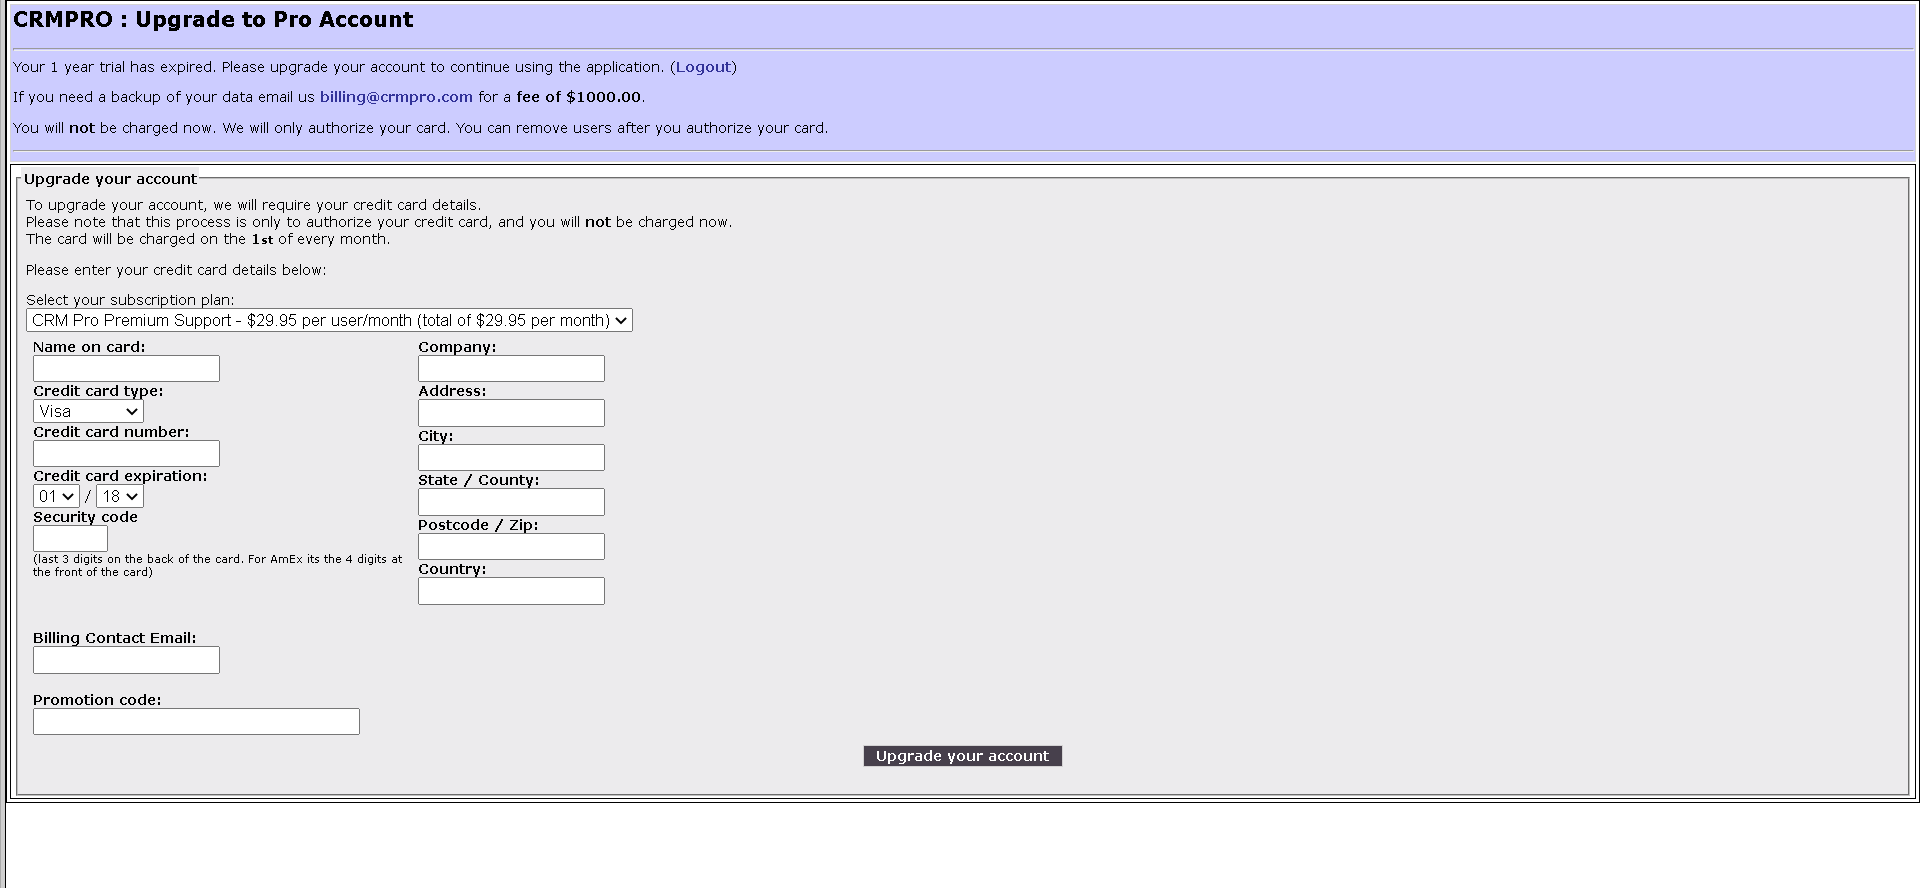 CRMPRO : Upgrade to Pro Account
Your 1 year trial has expired. Please upgrade your account to continue using the application. (Logout)
If you need a backup of your data email us billing@crmpro.com for a fee of $1000.00.
You will not be charged now. We will only authorize your card. You can remove users after you authorize your card.
Upgrade your account
To upgrade your account, we will require your credit card details.
Please note that this process is only to authorize your credit card, and you will not be charged now.
The card will be charged on the 1st of every month.
Please enter your credit card details below:
Select your subscription plan:
CRM Pro Premium Support - $29.95 per user/month (total of $29.95 per month)
Name on card:
Credit card type:
Visa
Credit card number:
Credit card expiration:
01 / 18
Security code
(last 3 digits on the back of the card. For AmEx its the 4 digits at
the front of the card)
Company:
Address:
City:
State / County:
Postcode / Zip:
Country:
Billing Contact Email:
Promotion code:
Upgrade your account